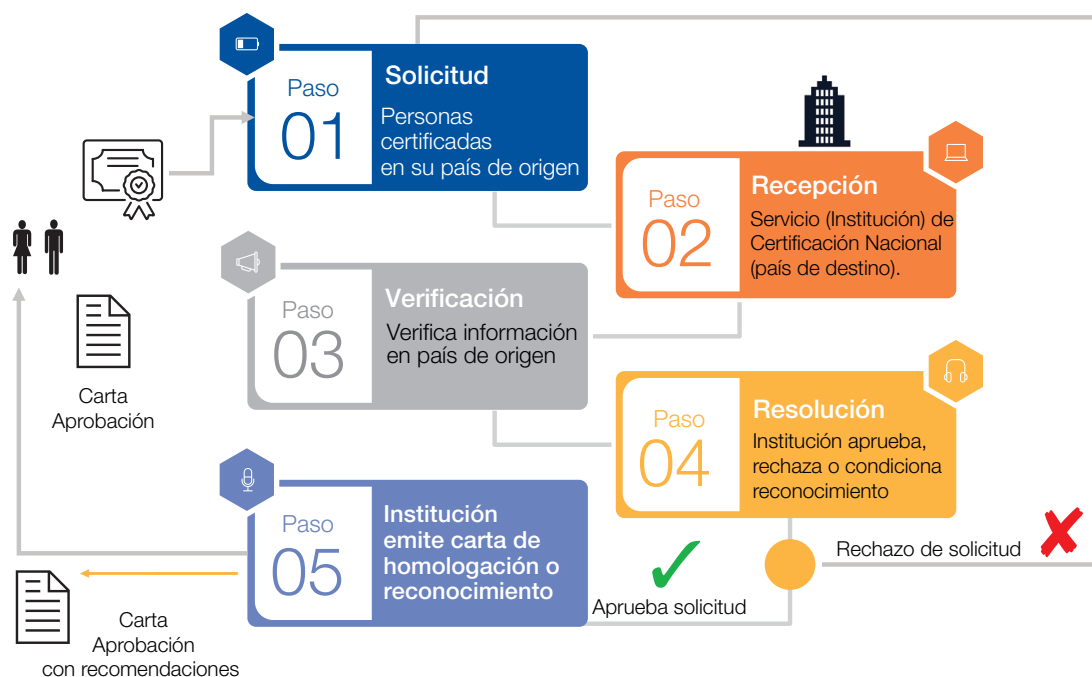 Paso
01
Solicitud
Personas
certificadas
en su país de origen
Paso
02
Recepción
Servicio (Institución) de
Certificación Nacional
(país de destino).
Paso
03
Verificación
Verifica información
en país de origen
Carta
Aprobación
Paso
04
Resolución
Institución aprueba,
rechaza o condiciona
reconocimiento
Paso
05
Institución
emite carta de
homologación o
reconocimiento
Aprueba solicitud
Rechazo de solicitud
Carta
Aprobación
con recomendaciones